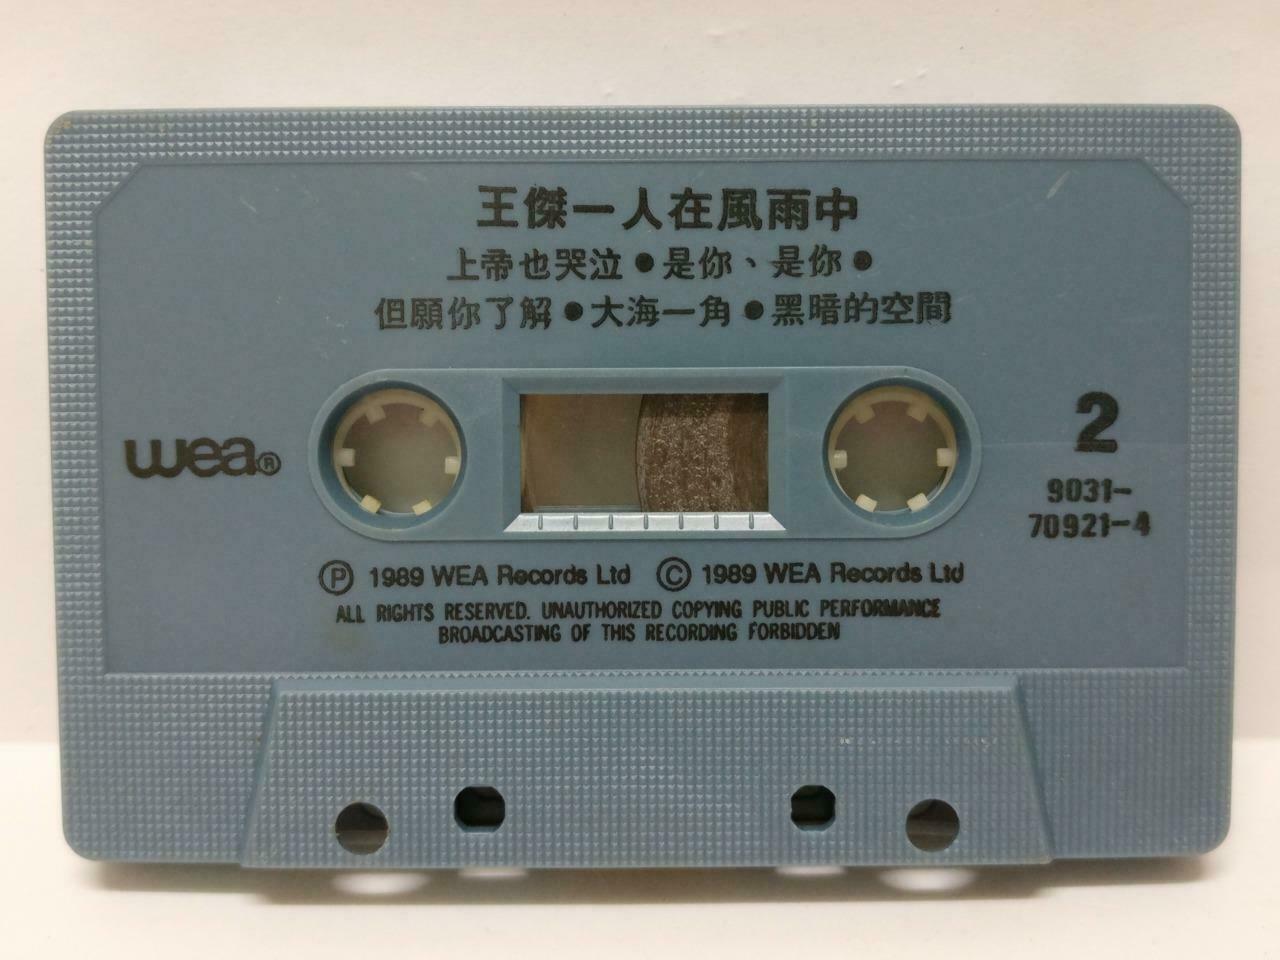 王傑一人在風雨中
上帝也哭泣●是你、是你●
但願你了解●大海一角●黑暗的空間
wea®
2
9031-
70921-4
Ⓟ 1989 WEA Records Ltd © 1989 WEA Records Ltd
ALL RIGHTS RESERVED. UNAUTHORIZED COPYING PUBLIC PERFORMANCE
BROADCASTING OF THIS RECORDING FORBIDDEN